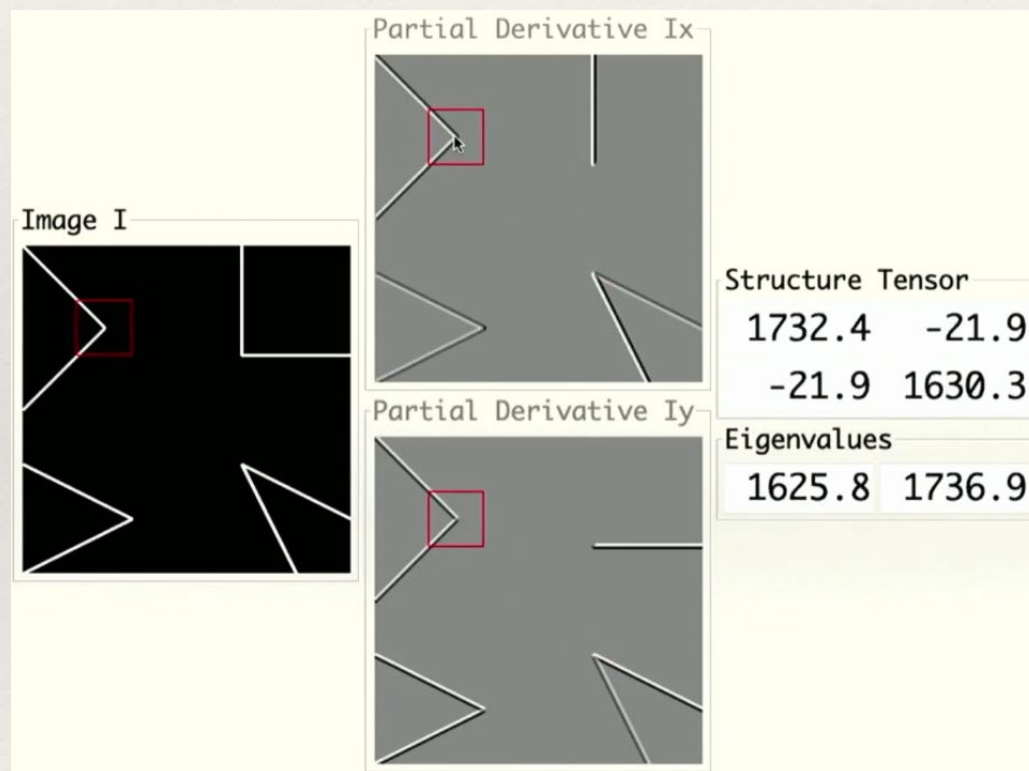 Partial Derivative Ix
Image I
Structure Tensor
1732.4 -21.9
-21.9 1630.3
Partial Derivative Iy
Eigenvalues
1625.8 1736.9